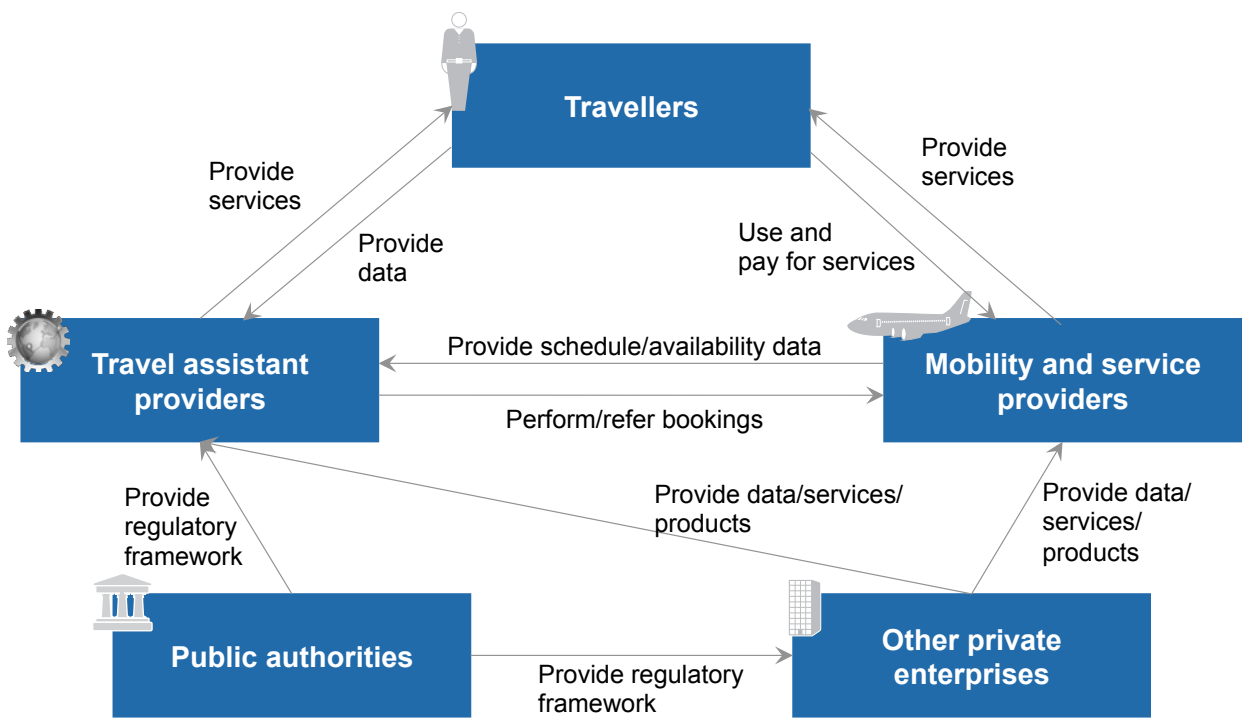 Travellers
Provide
services
Provide
services
Provide
data
Use and
pay for services
Travel assistant
providers
Provide schedule/availability data
Perform/refer bookings
Mobility and service
providers
Provide
regulatory
framework
Provide data/services/
products
Provide data/
services/
products
Public authorities
Provide regulatory
framework
Other private
enterprises